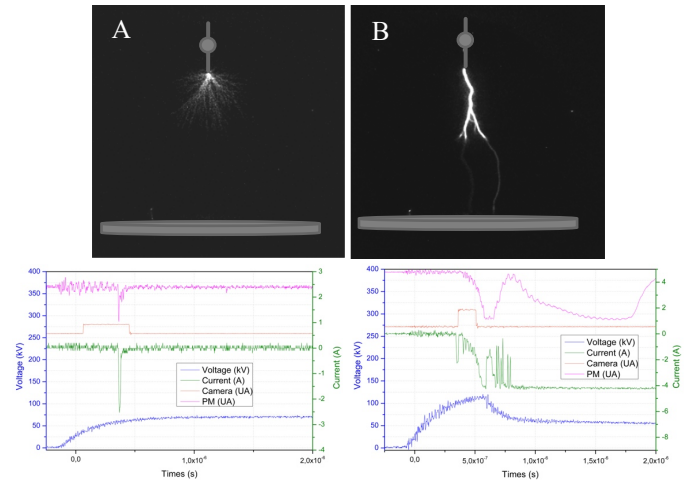 A
B
400
350
300
250
200
150
100
50
0
Voltage (kV)
3
2
1
0
-1
-2
-3
-4
Current (A)
Voltage (kV)
Current (A)
Camera (UA)
PM (UA)
0,0
1,0x10⁻⁶
2,0x10⁻⁶
Times (s)
400
350
300
250
200
150
100
50
0
Voltage (kV)
4
2
0
-2
-4
-6
-8
Current (A)
Voltage (kV)
Current (A)
Camera (UA)
PM (UA)
0,0
5,0x10⁻⁷
1,0x10⁻⁶
1,5x10⁻⁶
2,0x10⁻⁶
Times (s)